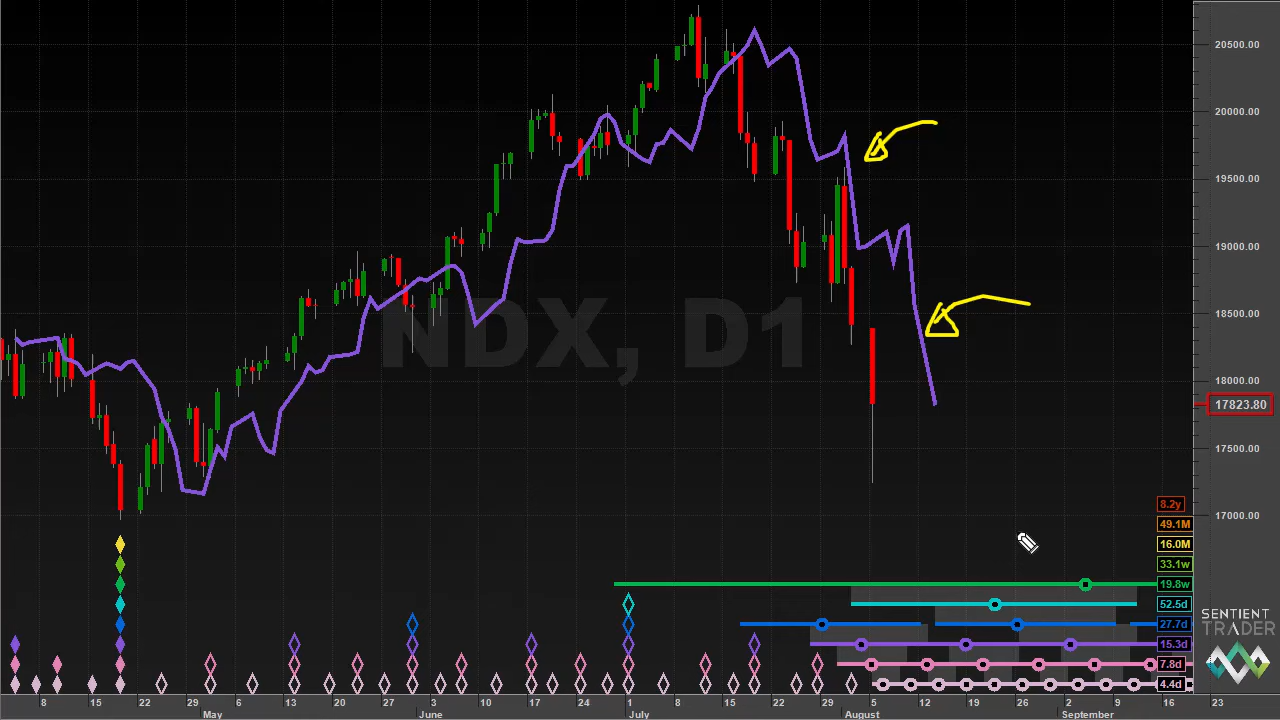 20500.00
20000.00
19500.00
19000.00
18500.00
18000.00
17823.80
17500.00
17000.00
NDX, D1
8.2y
49.1M
16.0M
33.1w
19.8w
52.5d
27.7d
15.3d
7.8d
4.4d
SENTIENT
TRADER
8 15 22 29 6 13 20 27 3 10 17 24 1 8 15 22 29 5 12 19 26 2 9 16 23
May June July August September